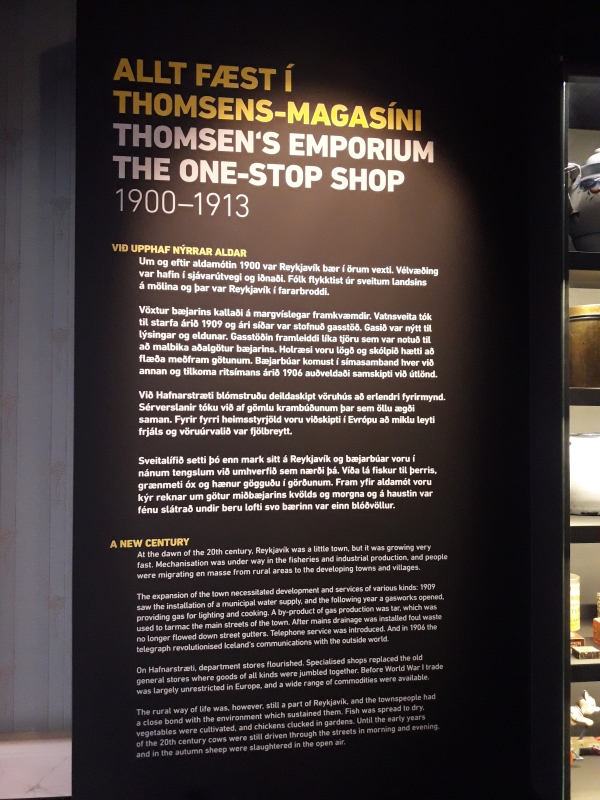 ALLT FÆST Í
THOMSENS-MAGASÍNI
THOMSEN‘S EMPORIUM
THE ONE-STOP SHOP
1900–1913
VIÐ UPPHAF NÝRRAR ALDAR
Um og eftir aldamótin 1900 var Reykjavík bær í örum vexti. Vélvæðing
var hafin í sjávarútvegi og iðnaði. Fólk flykktist úr sveitum landsins
á mölina og þar var Reykjavík í fararbroddi.
Vöxtur bæjarins kallaði á margvíslegar framkvæmdir. Vatnsveita tók
til starfa árið 1909 og ári síðar var stofnuð gasstöð. Gasið var nýtt til
lýsingar og eldunar. Gasstöðin framleiddi líka tjöru sem var notuð til
að malbika aðalgötur bæjarins. Holræsi voru lögð og skólpið hætti að
flæða meðfram götunum. Bæjarbúar komust í símasamband hver við
annan og tilkoma ritsímans árið 1906 auðveldaði samskipti við útlönd.
Við Hafnarstræti blómstruðu deildaskipt vöruhús að erlendri fyrirmynd.
Sérverslanir tóku við af gömlu krambúðunum þar sem öllu ægði
saman. Fyrir fyrri heimsstyrjöld voru viðskipti í Evrópu að miklu leyti
frjáls og vöruúrvalið var fjölbreytt.
Sveitalífið setti þó enn mark sitt á Reykjavík og bæjarbúar voru í
nánum tengslum við umhverfið sem nærði þá. Víða lá fiskur til þerris,
grænmeti óx og hænur gögguðu í görðunum. Fram yfir aldamót voru
kýr reknar um götur miðbæjarins kvölds og morgna og á haustin var
fénu slátrað undir beru lofti svo bærinn var einn blóðvöllur.
A NEW CENTURY
At the dawn of the 20th century, Reykjavík was a little town, but it was growing very
fast. Mechanisation was under way in the fisheries and industrial production, and people
were migrating en masse from rural areas to the developing towns and villages.
The expansion of the town necessitated development and services of various kinds: 1909
saw the installation of a municipal water supply, and the following year a gasworks opened,
providing gas for lighting and cooking. A by-product of gas production was tar, which was
used to tarmac the main streets of the town. After mains drainage was installed foul waste
no longer flowed down street gutters. Telephone service was introduced. And in 1906 the
telegraph revolutionised Iceland's communications with the outside world.
On Hafnarstræti, department stores flourished. Specialised shops replaced the old
general stores where goods of all kinds were jumbled together. Before World War I trade
was largely unrestricted in Europe, and a wide range of commodities were available.
The rural way of life was, however, still a part of Reykjavík, and the townspeople had
a close bond with the environment which sustained them. Fish was spread to dry,
vegetables were cultivated, and chickens clucked in gardens. Until the early years
of the 20th century cows were still driven through the streets in morning and evening.
and in the autumn sheep were slaughtered in the open air.